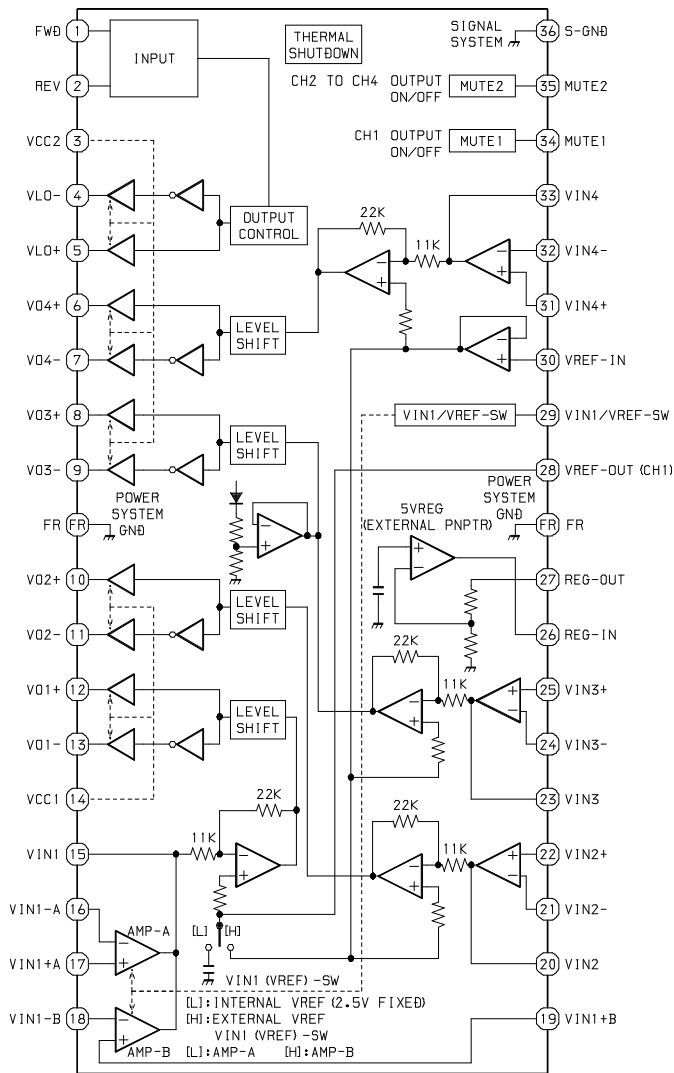 FWD 1
INPUT
THERMAL
SHUTDOWN
SIGNAL
SYSTEM
36 S-GND
REV 2
CH2 TO CH4 OUTPUT
ON/OFF
MUTE2
35 MUTE2
VCC2 3
CH1 OUTPUT
ON/OFF
MUTE1
34 MUTE1
VLO- 4
33 VIN4
OUTPUT
CONTROL
22K
11K
VLO+ 5
32 VIN4-
− +
− +
VO4+ 6
31 VIN4+
LEVEL
SHIFT
VO4- 7
− +
30 VREF-IN
VO3+ 8
VIN1/VREF-SW
29 VIN1/VREF-SW
LEVEL
SHIFT
VO3- 9
28 VREF-OUT (CH1)
POWER
SYSTEM
GND
FR FR
− +
5VREG
(EXTERNAL PNPTR)
POWER
SYSTEM
GND
FR FR
+ −
VO2+ 10
27 REG-OUT
LEVEL
SHIFT
VO2- 11
26 REG-IN
22K
VO1+ 12
11K
25 VIN3+
LEVEL
SHIFT
− +
+ −
VO1- 13
24 VIN3-
VCC1 14
23 VIN3
22K
22K
VIN1 15
11K
11K
22 VIN2+
− +
− +
+ −
VIN1-A 16
21 VIN2-
AMP-A
[L] [H]
VIN1+A 17
− +
20 VIN2
VIN1 (VREF) -SW
[L]:INTERNAL VREF (2.5V FIXED)
VIN1-B 18
[H]:EXTERNAL VREF
19 VIN1+B
− +
VIN1 (VREF) -SW
AMP-B [L]:AMP-A [H]:AMP-B